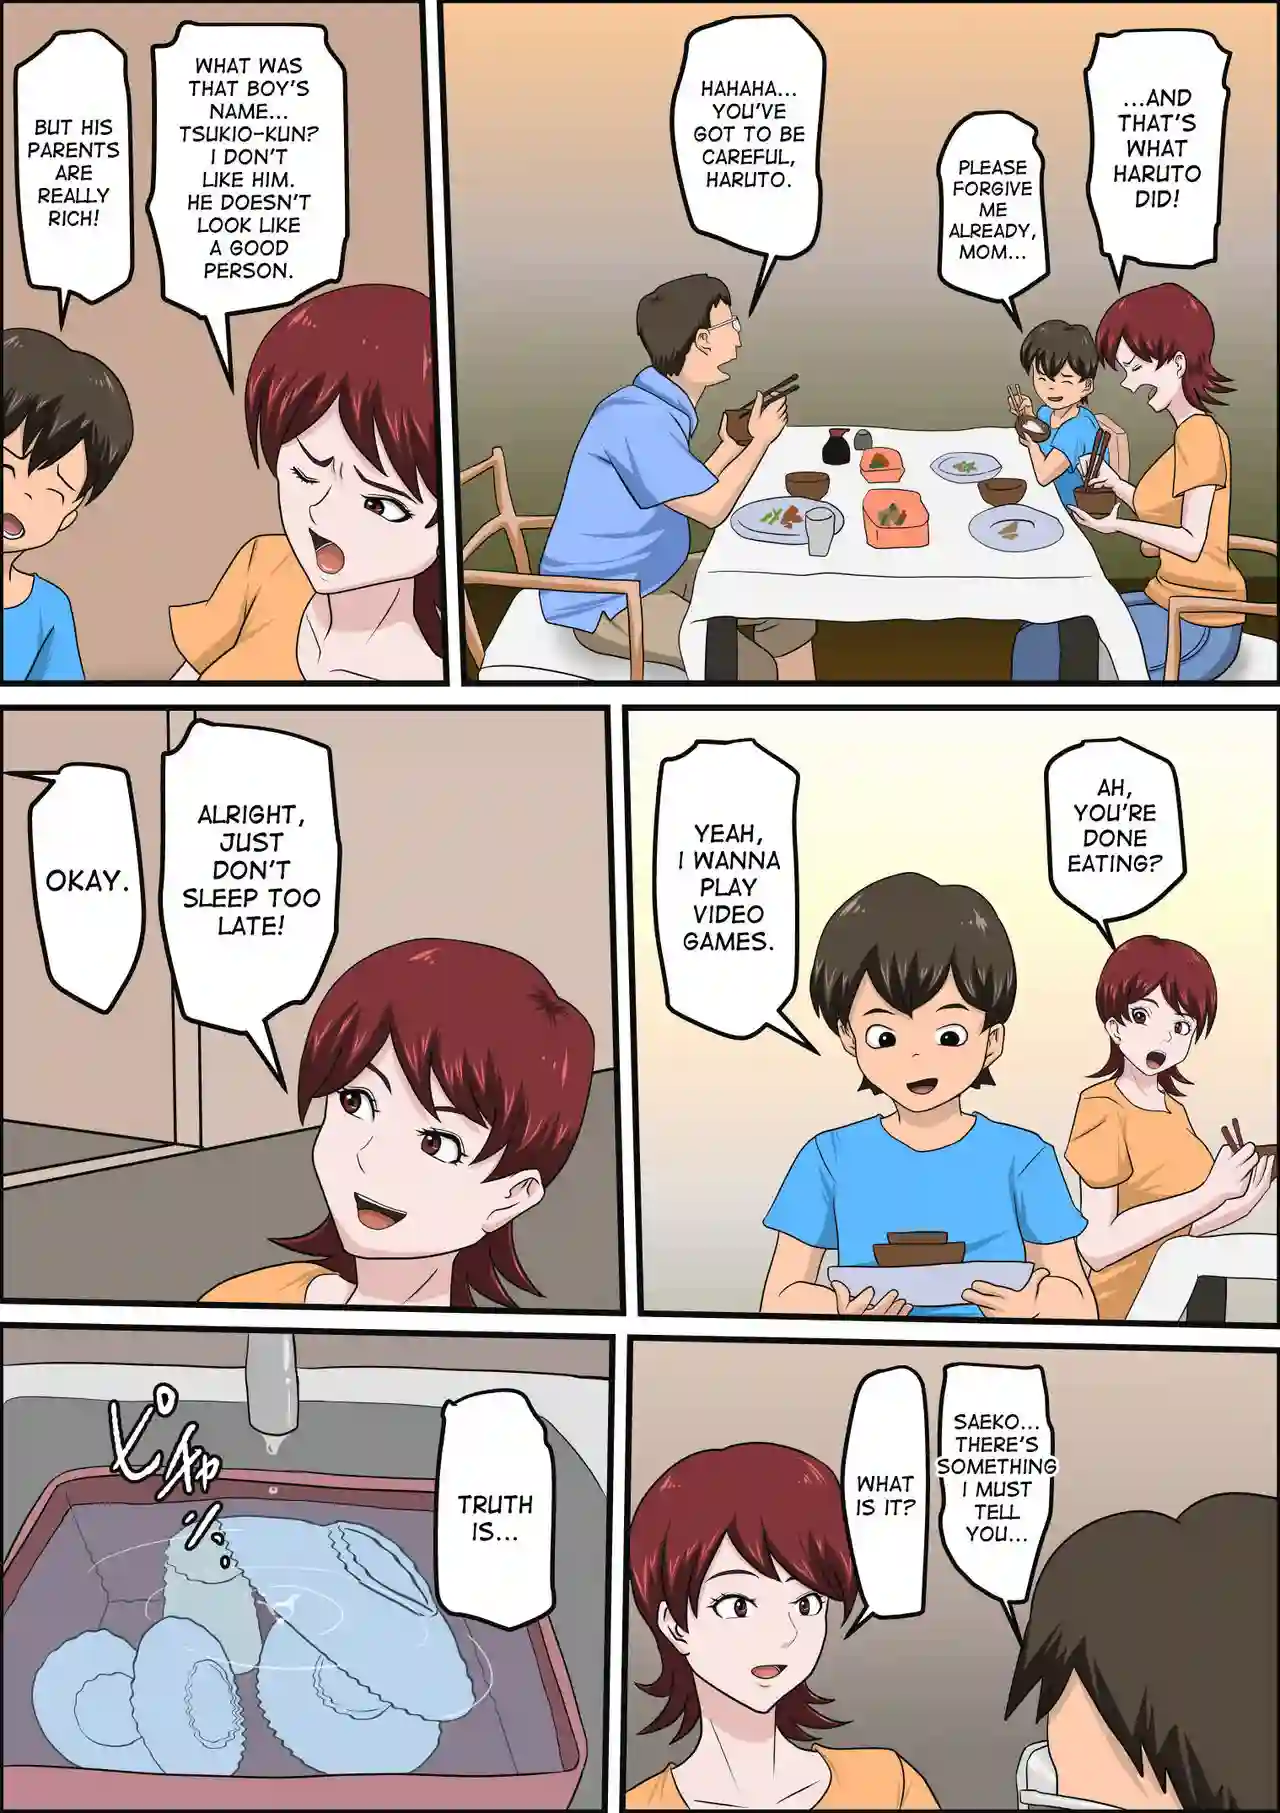 ...AND
THAT'S
WHAT
HARUTO
DID!
PLEASE
FORGIVE
ME
ALREADY,
MOM...
HAHAHA...
YOU'VE
GOT TO BE
CAREFUL,
HARUTO.
WHAT WAS
THAT BOY'S
NAME...
TSUKIO-KUN?
I DON'T
LIKE HIM.
HE DOESN'T
LOOK LIKE
A GOOD
PERSON.
BUT HIS
PARENTS
ARE
REALLY
RICH!
AH,
YOU'RE
DONE
EATING?
YEAH,
I WANNA
PLAY
VIDEO
GAMES.
ALRIGHT,
JUST
DON'T
SLEEP TOO
LATE!
OKAY.
SAEKO...
THERE'S
SOMETHING
I MUST
TELL
YOU...
WHAT
IS IT?
TRUTH
IS...
ピチャ